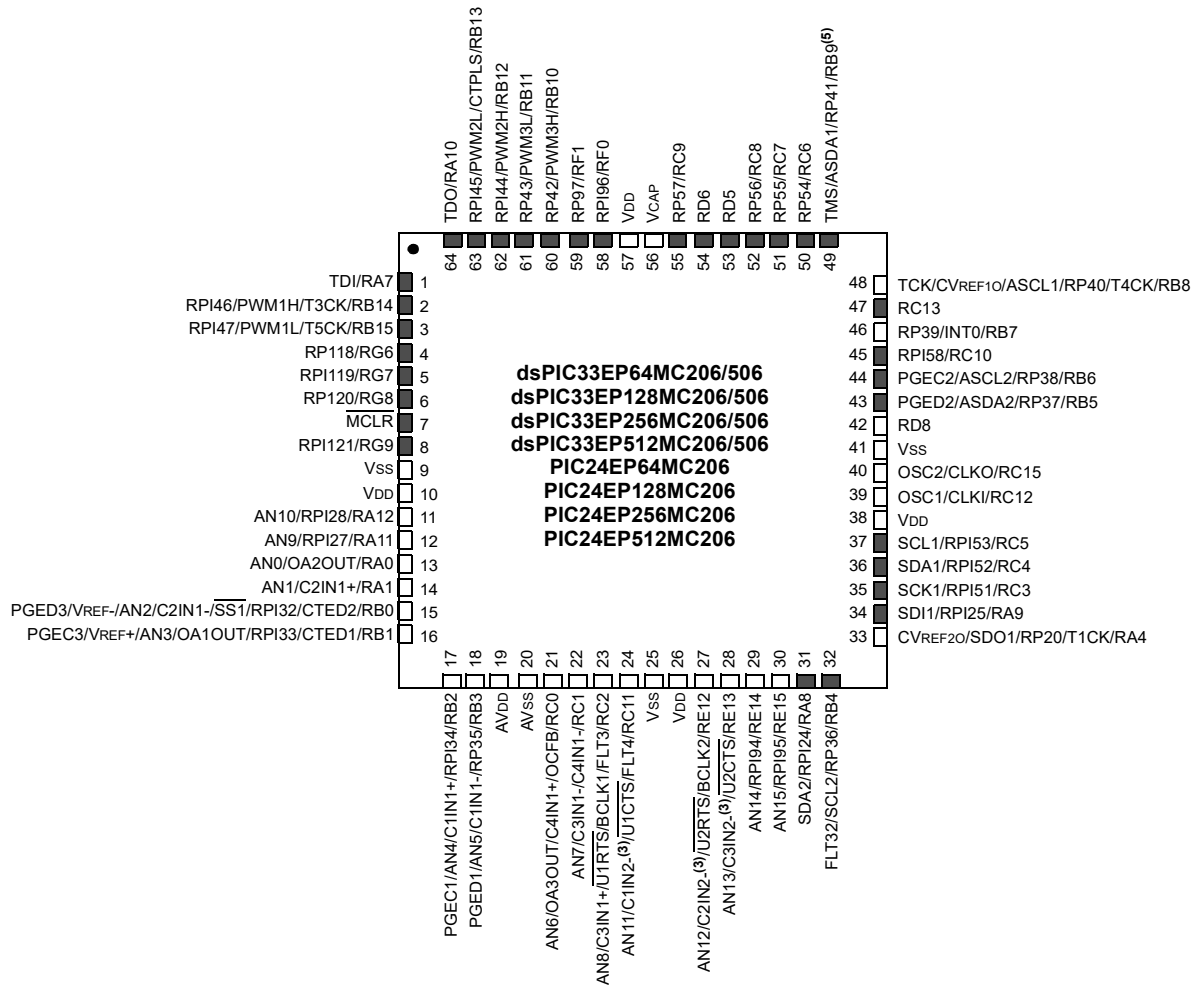 TDO/RA10
RPI45/PWM2L/CTPLS/RB13
RPI44/PWM2H/RB12
RP43/PWM3L/RB11
RP42/PWM3H/RB10
RP97/RF1
RPI96/RF0
VDD
VCAP
RP57/RC9
RD6
RD5
RP56/RC8
RP55/RC7
RP54/RC6
TMS/ASDA1/RP41/RB9(5)
64 63 62 61 60 59 58 57 56 55 54 53 52 51 50 49
TDI/RA7 1
RPI46/PWM1H/T3CK/RB14 2
RPI47/PWM1L/T5CK/RB15 3
RP118/RG6 4
RPI119/RG7 5
RP120/RG8 6
MCLR 7
RPI121/RG9 8
VSS 9
VDD 10
AN10/RPI28/RA12 11
AN9/RPI27/RA11 12
AN0/OA2OUT/RA0 13
AN1/C2IN1+/RA1 14
PGED3/VREF-/AN2/C2IN1-/SS1/RPI32/CTED2/RB0 15
PGEC3/VREF+/AN3/OA1OUT/RPI33/CTED1/RB1 16
dsPIC33EP64MC206/506
dsPIC33EP128MC206/506
dsPIC33EP256MC206/506
dsPIC33EP512MC206/506
PIC24EP64MC206
PIC24EP128MC206
PIC24EP256MC206
PIC24EP512MC206
48 TCK/CVREF1O/ASCL1/RP40/T4CK/RB8
47 RC13
46 RP39/INT0/RB7
45 RPI58/RC10
44 PGEC2/ASCL2/RP38/RB6
43 PGED2/ASDA2/RP37/RB5
42 RD8
41 VSS
40 OSC2/CLKO/RC15
39 OSC1/CLKI/RC12
38 VDD
37 SCL1/RPI53/RC5
36 SDA1/RPI52/RC4
35 SCK1/RPI51/RC3
34 SDI1/RPI25/RA9
33 CVREF2O/SDO1/RP20/T1CK/RA4
17 18 19 20 21 22 23 24 25 26 27 28 29 30 31 32
PGEC1/AN4/C1IN1+/RPI34/RB2
PGED1/AN5/C1IN1-/RP35/RB3
AVDD
AVSS
AN6/OA3OUT/C4IN1+/OCFB/RC0
AN7/C3IN1-/C4IN1-/RC1
AN8/C3IN1+/U1RTS/BCLK1/FLT3/RC2
AN11/C1IN2-(3)/U1CTS/FLT4/RC11
VSS
VDD
AN12/C2IN2-(3)/U2RTS/BCLK2/RE12
AN13/C3IN2-(3)/U2CTS/RE13
AN14/RPI94/RE14
AN15/RPI95/RE15
SDA2/RPI24/RA8
FLT32/SCL2/RP36/RB4